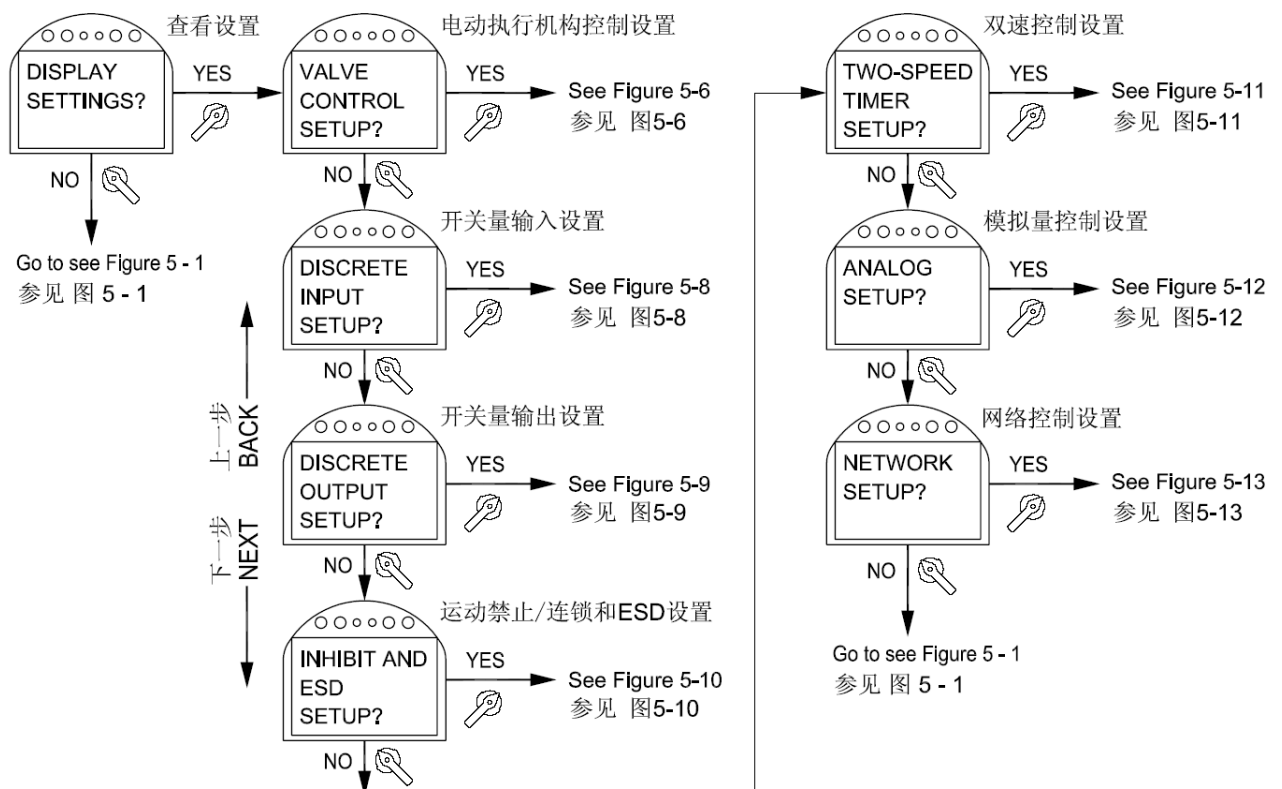 查看设置
DISPLAY
SETTINGS?
YES
NO
Go to see Figure 5 - 1
参见 图 5 - 1
电动执行机构控制设置
VALVE
CONTROL
SETUP?
YES
See Figure 5-6
参见 图5-6
NO
开关量输入设置
DISCRETE
INPUT
SETUP?
YES
See Figure 5-8
参见 图5-8
NO
上一步
BACK
开关量输出设置
DISCRETE
OUTPUT
SETUP?
YES
See Figure 5-9
参见 图5-9
NO
下一步
NEXT
运动禁止/连锁和ESD设置
INHIBIT AND
ESD
SETUP?
YES
See Figure 5-10
参见 图5-10
NO
双速控制设置
TWO-SPEED
TIMER
SETUP?
YES
See Figure 5-11
参见 图5-11
NO
模拟量控制设置
ANALOG
SETUP?
YES
See Figure 5-12
参见 图5-12
NO
网络控制设置
NETWORK
SETUP?
YES
See Figure 5-13
参见 图5-13
NO
Go to see Figure 5 - 1
参见 图 5 - 1